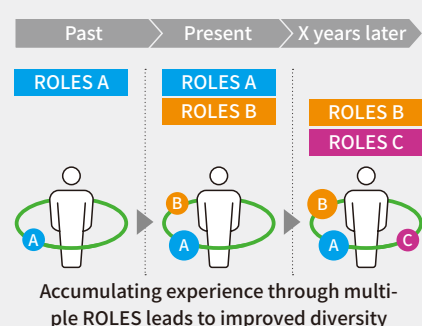 Past
Present
X years later
ROLES A
ROLES A
ROLES B
ROLES B
ROLES C
A
B
A
B
A
C
Accumulating experience through multi-
ple ROLES leads to improved diversity